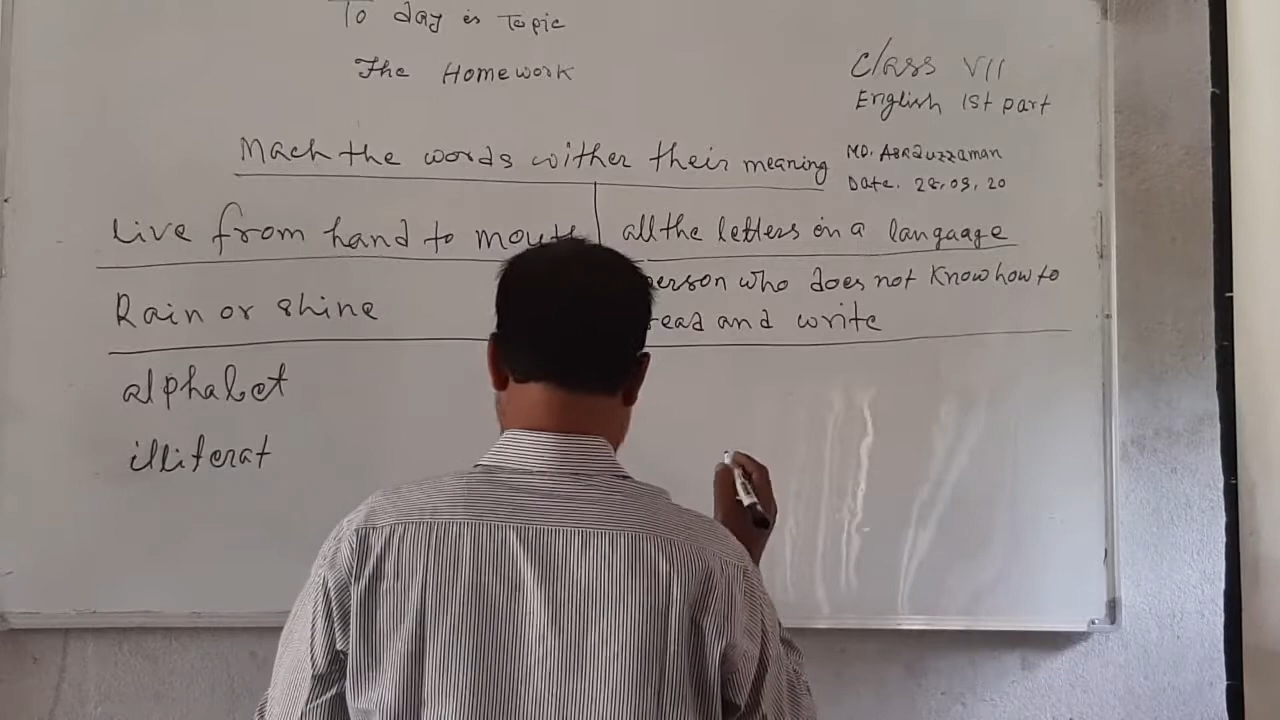 To day is Topic
The Homework
Class VII
English 1st part
Mach the words wither their meaning
MD. Asaduzzaman
Date. 28.09.20
Live from hand to mouth
all the letters in a langaage
Rain or shine
person who does not know how to
read and write
alphabet
illiterat